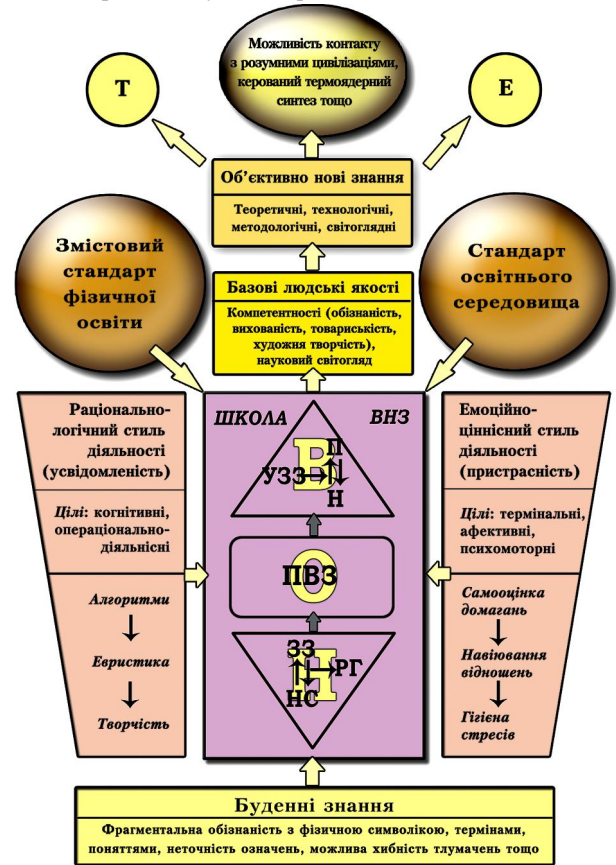 Можливість контакту
з розумними цивілізаціями,
керований термоядерний
синтез тощо
Т
Е
Об’єктивно нові знання
Теоретичні, технологічні,
методологічні, світоглядні
Змістовий
стандарт
фізичної
освіти
Стандарт
освітнього
середовища
Базові людські якості
Компетентності (обізнаність,
вихованість, товариськість,
художня творчість),
науковий світогляд
Раціонально-
логічний стиль
діяльності
(усвідомленість)
Цілі: когнітивні,
операціонально-
діяльнісні
Алгоритми
Евристика
Творчість
ШКОЛА
ВНЗ
В
П
УЗЗ
Н
О
ПВЗ
Н
ЗЗ
РГ
НС
Емоційно-
ціннісний стиль
діяльності
(пристрасність)
Цілі: термінальні,
афективні,
психомоторні
Самооцінка
домагань
Навіювання
відношень
Гігієна
стресів
Буденні знання
Фрагментальна обізнаність з фізичною символікою, термінами,
поняттями, неточність означень, можлива хибність тлумачень тощо